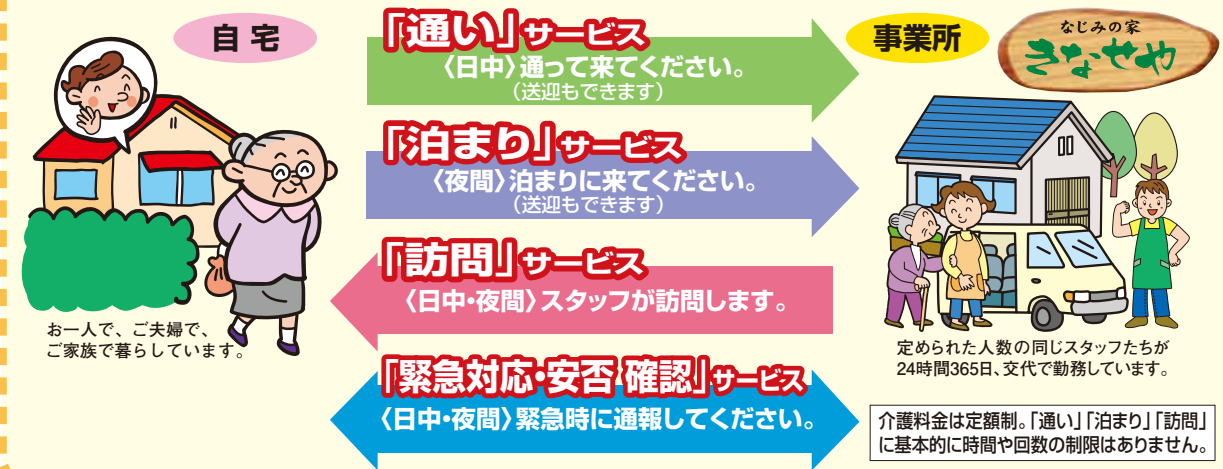 自宅
お一人で、ご夫婦で、
ご家族で暮らしています。
「通い」サービス
〈日中〉通って来てください。
（送迎もできます）
「泊まり」サービス
〈夜間〉泊まりに来てください。
（送迎もできます）
「訪問」サービス
〈日中・夜間〉スタッフが訪問します。
「緊急対応・安否確認」サービス
〈日中・夜間〉緊急時に通報してください。
事業所
なじみの家
きなせや
定められた人数の同じスタッフたちが
24時間365日、交代で勤務しています。
介護料金は定額制。「通い」「泊まり」「訪問」
に基本的に時間や回数の制限はありません。